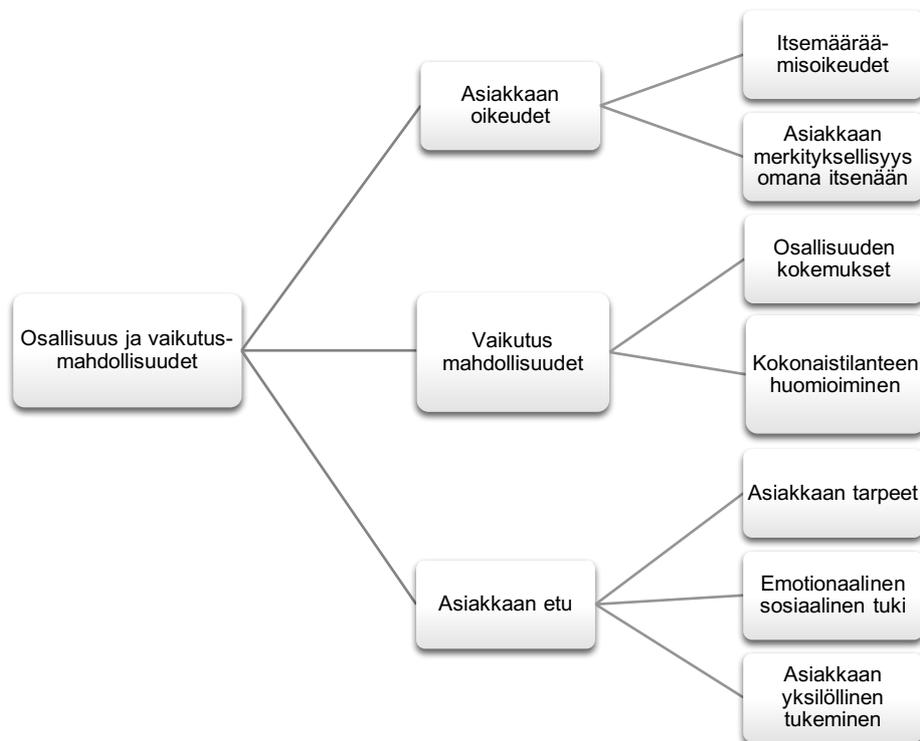 Osallisuus ja vaikutus-
mahdollisuudet
Asiakkaan
oikeudet
Itsemäärää-
misoikeudet
Asiakkaan
merkityksellisyys
omana itsenään
Vaikutus
mahdollisuudet
Osallisuuden
kokemukset
Kokonaistilanteen
huomioiminen
Asiakkaan etu
Asiakkaan tarpeet
Emotionaalinen
sosiaalinen tuki
Asiakkaan
yksilöllinen
tukeminen